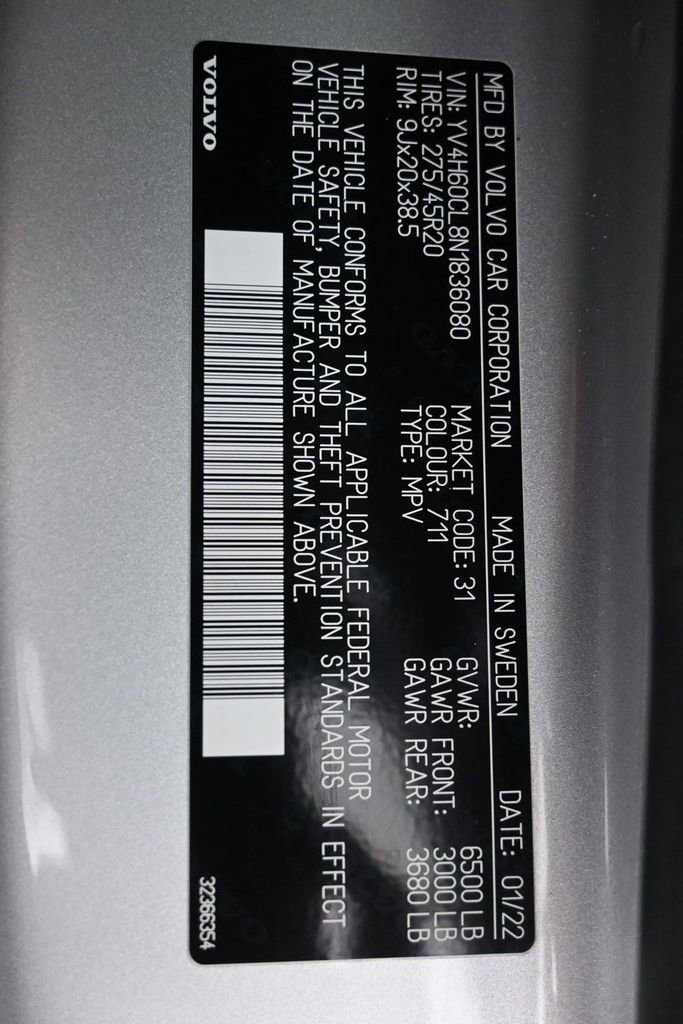 MFD BY VOLVO CAR CORPORATION MADE IN SWEDEN DATE: 01/22
VIN: YV4H60CL8N1836080 MARKET CODE: 31 GVWR: 6500 LB
TIRES: 275/45R20 COLOUR: 711 GAWR FRONT: 3000 LB
RIM: 9Jx20x38.5 TYPE: MPV GAWR REAR: 3680 LB
THIS VEHICLE CONFORMS TO ALL APPLICABLE FEDERAL MOTOR
VEHICLE SAFETY, BUMPER AND THEFT PREVENTION STANDARDS IN EFFECT
ON THE DATE OF MANUFACTURE SHOWN ABOVE.
VOLVO 32366354